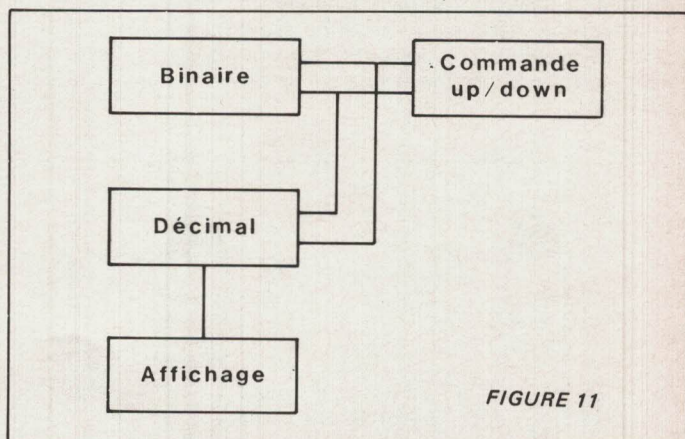 Binaire
Commande
up/down
Décimal
Affichage
FIGURE 11